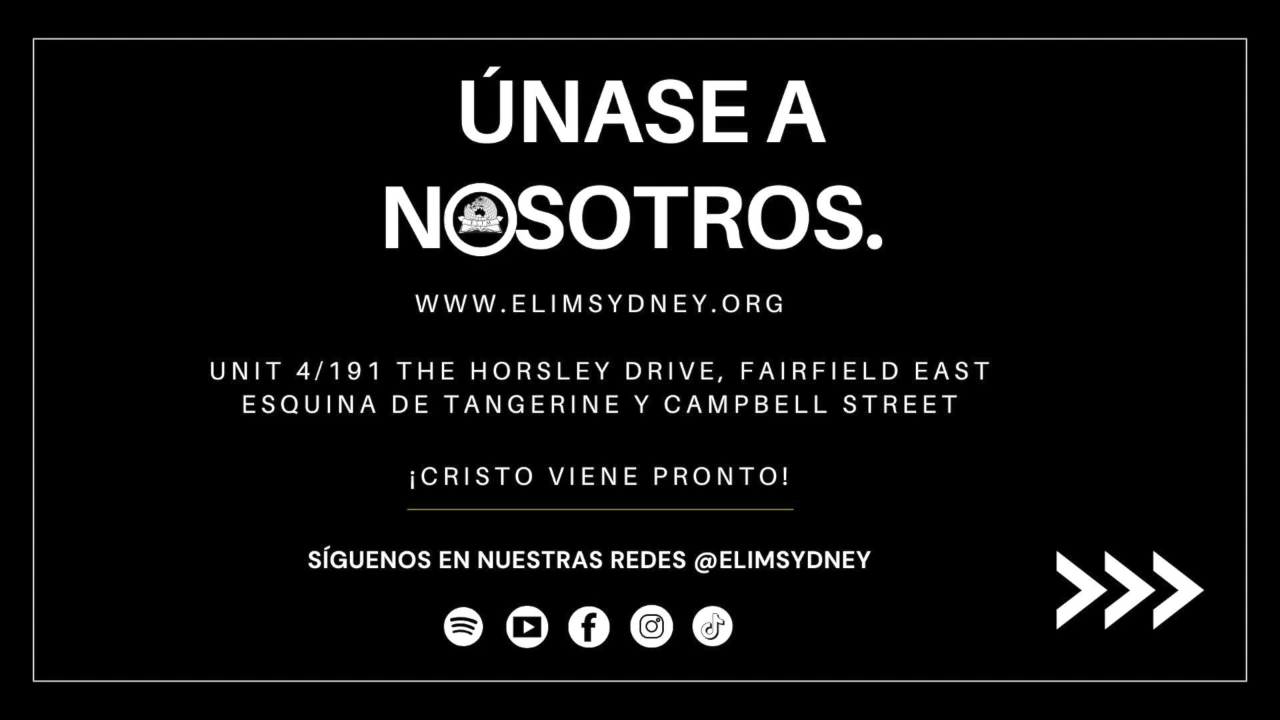 ÚNASE A
NOSOTROS.
WWW.ELIMSYDNEY.ORG
UNIT 4/191 THE HORSLEY DRIVE, FAIRFIELD EAST
ESQUINA DE TANGERINE Y CAMPBELL STREET
¡CRISTO VIENE PRONTO!
SÍGUENOS EN NUESTRAS REDES @ELIMSYDNEY